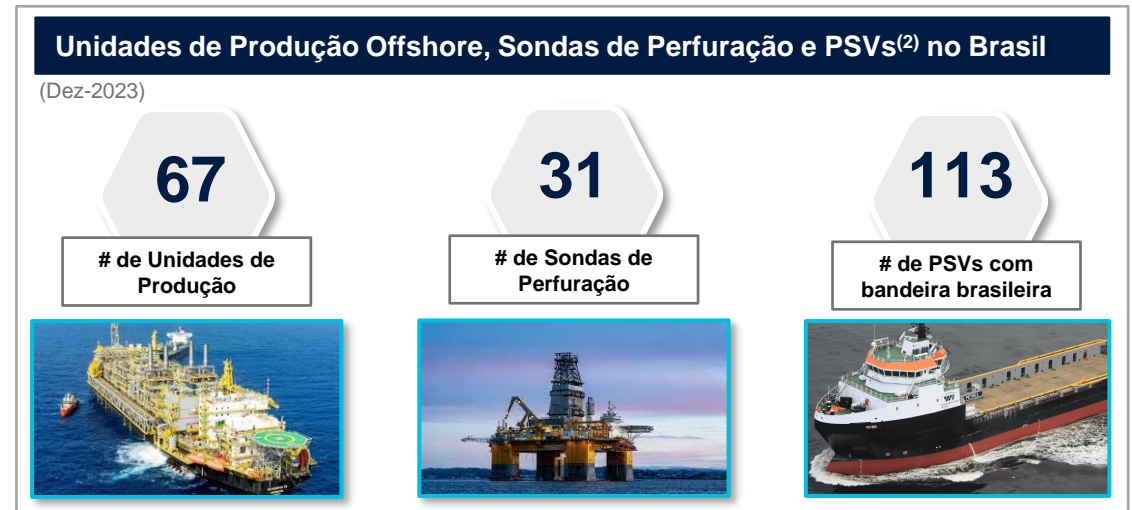 Unidades de Produção Offshore, Sondas de Perfuração e PSVs(2) no Brasil
(Dez-2023)
67
31
113
# de Unidades de
Produção
# de Sondas de
Perfuração
# de PSVs com
bandeira brasileira
PETREL